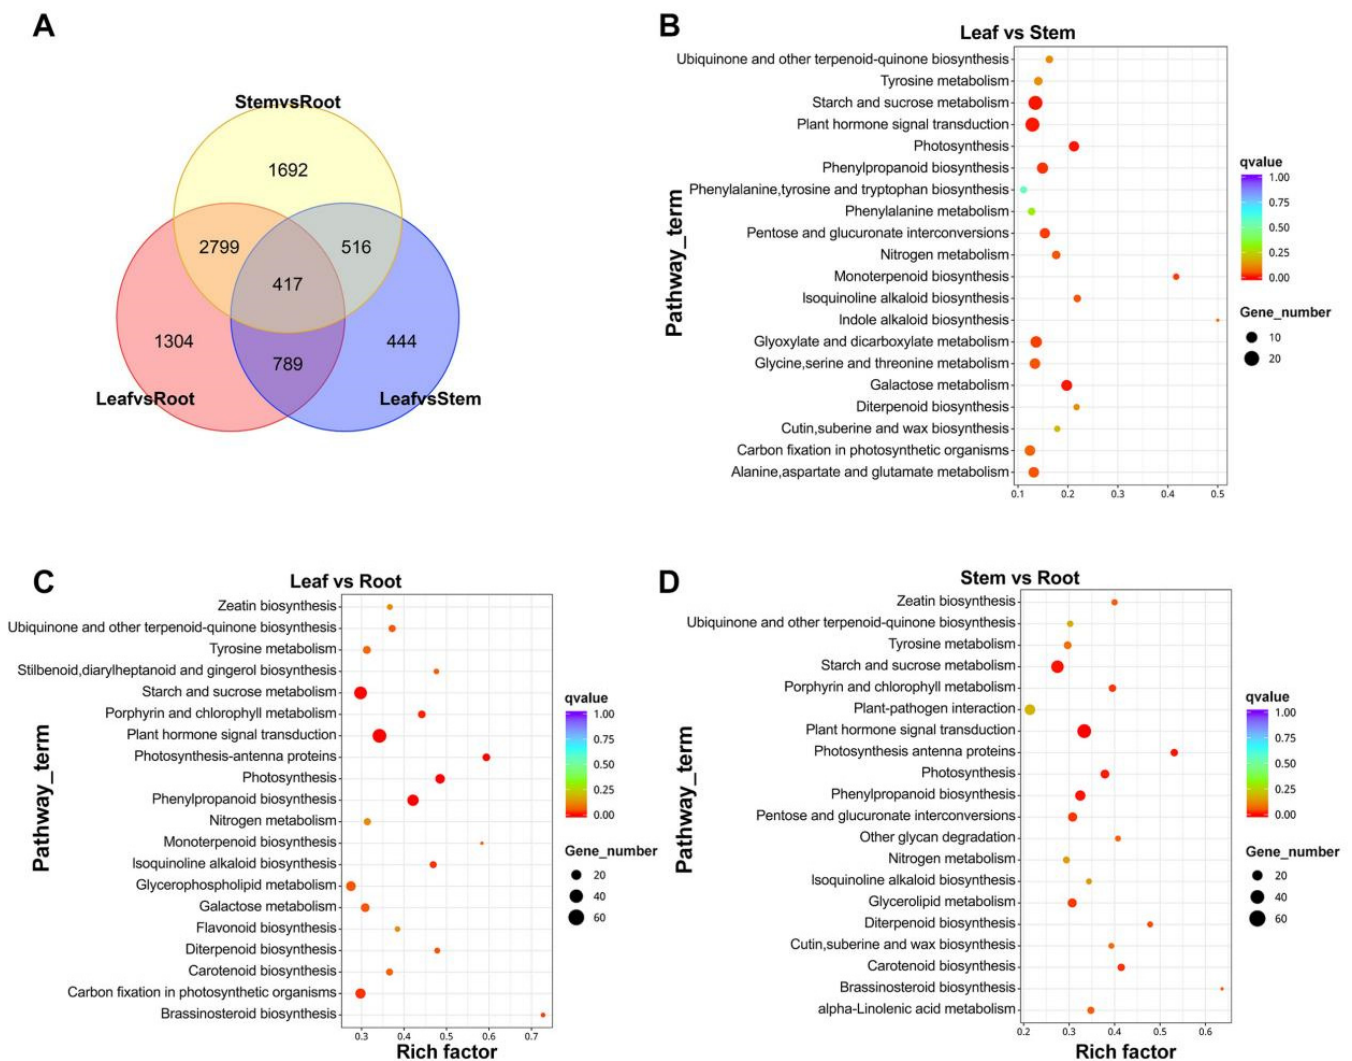 A
StemvsRoot
1692
2799
516
417
1304
789
444
LeafvsRoot
LeafvsStem
B
Leaf vs Stem
Pathway_term
Ubiquinone and other terpenoid-quinone biosynthesis
Tyrosine metabolism
Starch and sucrose metabolism
Plant hormone signal transduction
Photosynthesis
Phenylpropanoid biosynthesis
Phenylalanine,tyrosine and tryptophan biosynthesis
Phenylalanine metabolism
Pentose and glucuronate interconversions
Nitrogen metabolism
Monoterpenoid biosynthesis
Isoquinoline alkaloid biosynthesis
Indole alkaloid biosynthesis
Glyoxylate and dicarboxylate metabolism
Glycine,serine and threonine metabolism
Galactose metabolism
Diterpenoid biosynthesis
Cutin,suberine and wax biosynthesis
Carbon fixation in photosynthetic organisms
Alanine,aspartate and glutamate metabolism
0.1 0.2 0.3 0.4 0.5
qvalue
1.00
0.75
0.50
0.25
0.00
Gene_number
10
20
C
Leaf vs Root
Pathway_term
Zeatin biosynthesis
Ubiquinone and other terpenoid-quinone biosynthesis
Tyrosine metabolism
Stilbenoid,diarylheptanoid and gingerol biosynthesis
Starch and sucrose metabolism
Porphyrin and chlorophyll metabolism
Plant hormone signal transduction
Photosynthesis-antenna proteins
Photosynthesis
Phenylpropanoid biosynthesis
Nitrogen metabolism
Monoterpenoid biosynthesis
Isoquinoline alkaloid biosynthesis
Glycerophospholipid metabolism
Galactose metabolism
Flavonoid biosynthesis
Diterpenoid biosynthesis
Carotenoid biosynthesis
Carbon fixation in photosynthetic organisms
Brassinosteroid biosynthesis
0.3 0.4 0.5 0.6 0.7
Rich factor
qvalue
1.00
0.75
0.50
0.25
0.00
Gene_number
20
40
60
D
Stem vs Root
Pathway_term
Zeatin biosynthesis
Ubiquinone and other terpenoid-quinone biosynthesis
Tyrosine metabolism
Starch and sucrose metabolism
Porphyrin and chlorophyll metabolism
Plant-pathogen interaction
Plant hormone signal transduction
Photosynthesis antenna proteins
Photosynthesis
Phenylpropanoid biosynthesis
Pentose and glucuronate interconversions
Other glycan degradation
Nitrogen metabolism
Isoquinoline alkaloid biosynthesis
Glycerolipid metabolism
Diterpenoid biosynthesis
Cutin,suberine and wax biosynthesis
Carotenoid biosynthesis
Brassinosteroid biosynthesis
alpha-Linolenic acid metabolism
0.2 0.3 0.4 0.5 0.6
Rich factor
qvalue
1.00
0.75
0.50
0.25
0.00
Gene_number
20
40
60